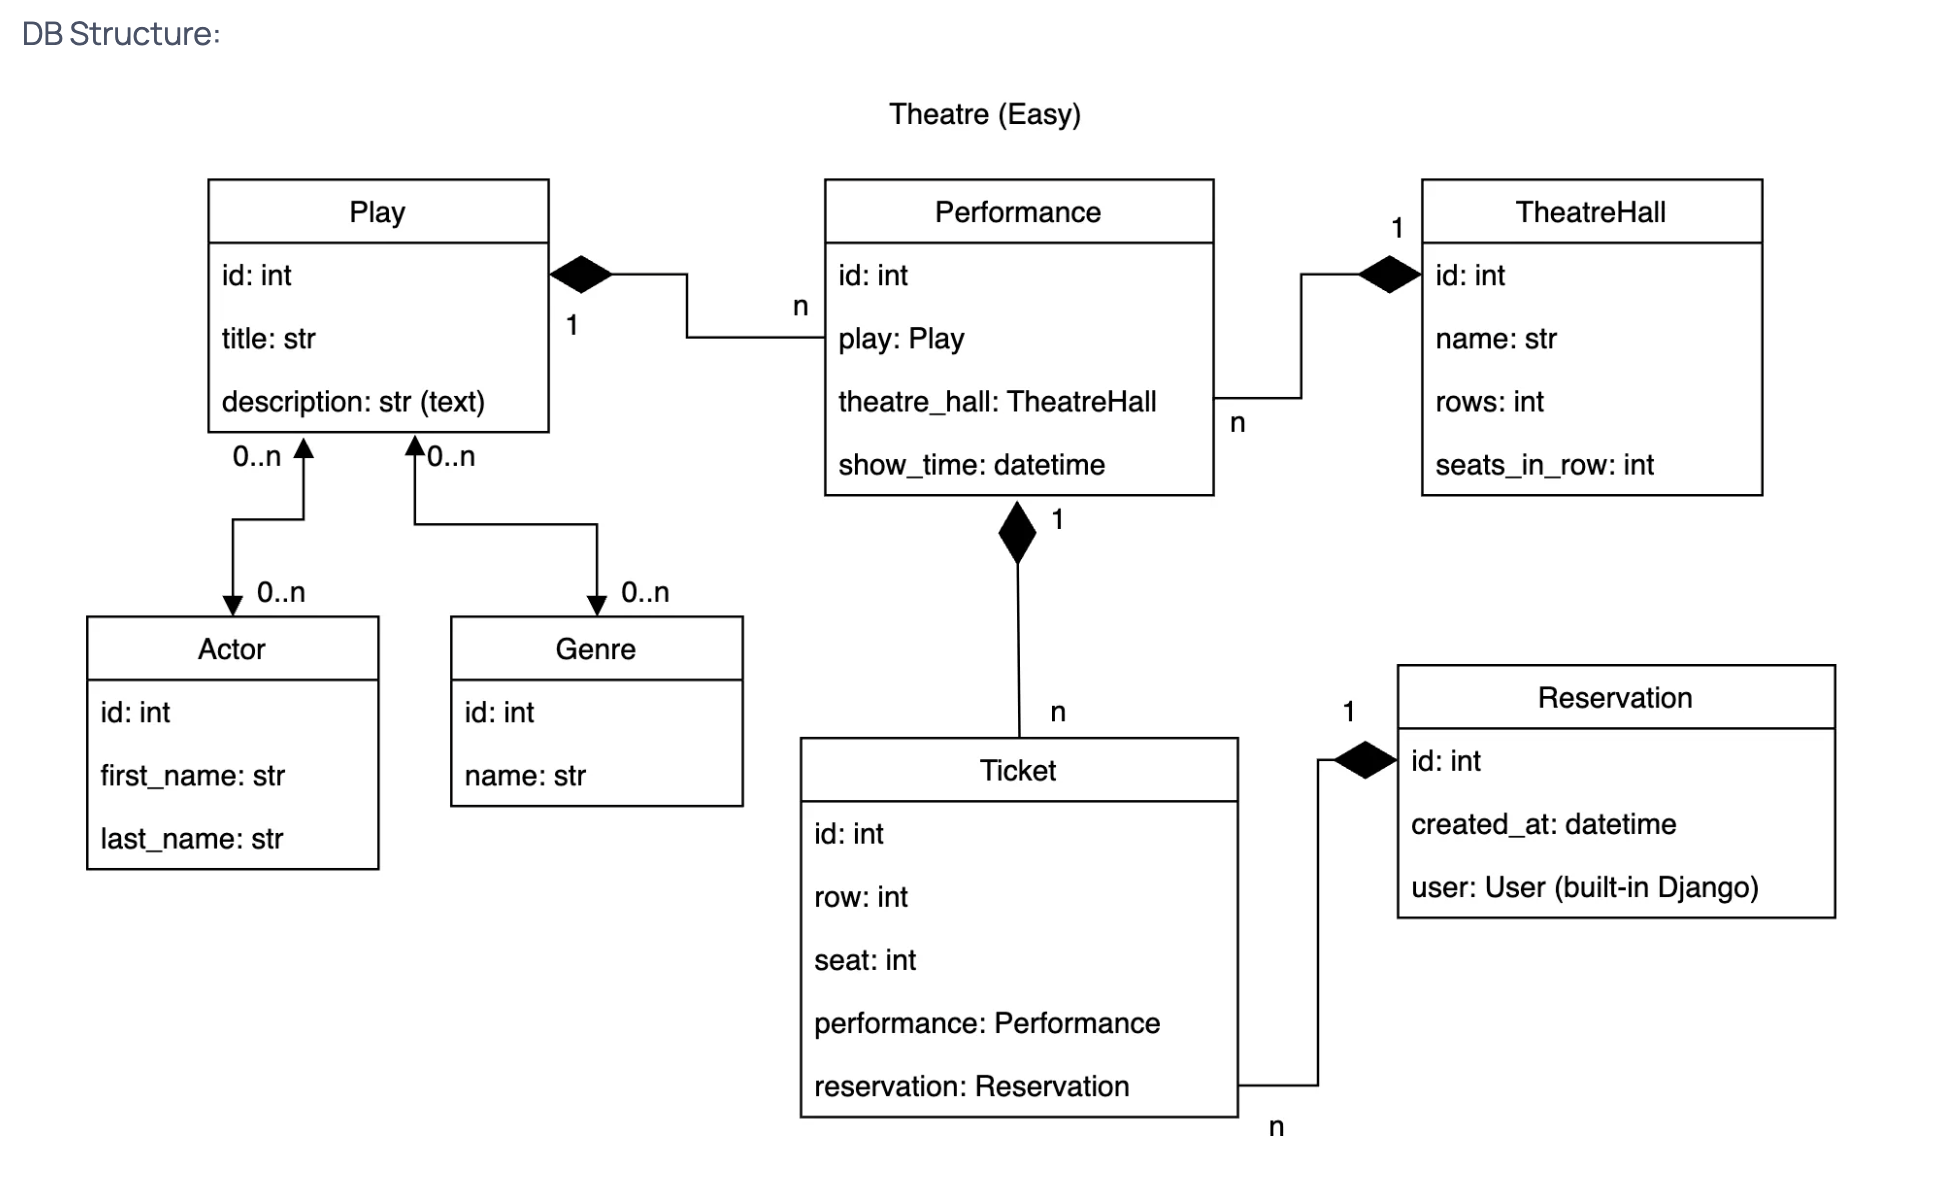 DB Structure:
Theatre (Easy)
Play
id: int
title: str
description: str (text)
1
n
Performance
id: int
play: Play
theatre_hall: TheatreHall
show_time: datetime
1
n
TheatreHall
id: int
name: str
rows: int
seats_in_row: int
0..n
0..n
0..n
0..n
Actor
id: int
first_name: str
last_name: str
Genre
id: int
name: str
1
n
Ticket
id: int
row: int
seat: int
performance: Performance
reservation: Reservation
1
n
Reservation
id: int
created_at: datetime
user: User (built-in Django)